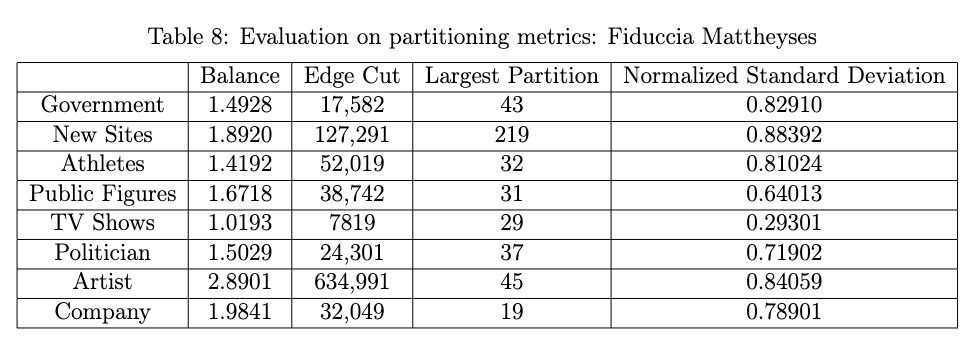 Table 8: Evaluation on partitioning metrics: Fiduccia Mattheyses
Balance Edge Cut Largest Partition Normalized Standard Deviation
Government 1.4928 17,582 43 0.82910
New Sites 1.8920 127,291 219 0.88392
Athletes 1.4192 52,019 32 0.81024
Public Figures 1.6718 38,742 31 0.64013
TV Shows 1.0193 7819 29 0.29301
Politician 1.5029 24,301 37 0.71902
Artist 2.8901 634,991 45 0.84059
Company 1.9841 32,049 19 0.78901